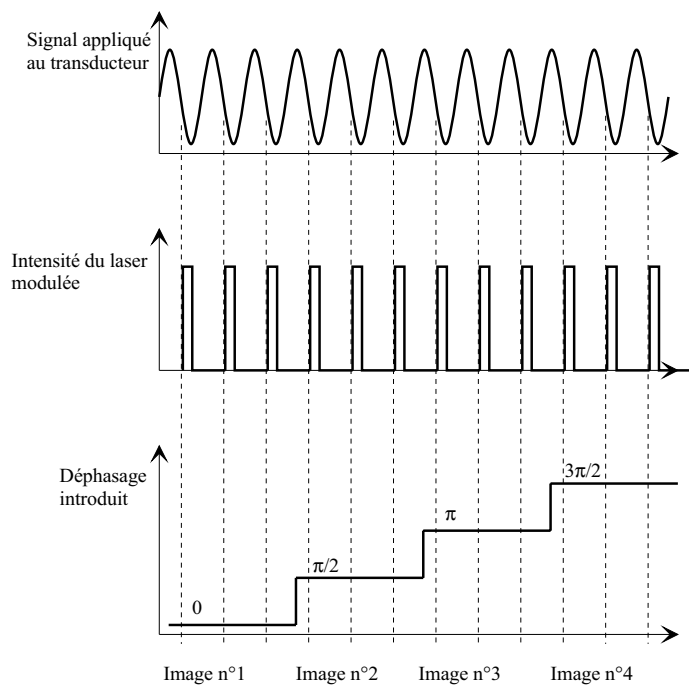 Signal appliqué
au transducteur
Intensité du laser
modulée
Déphasage
introduit
0
π/2
π
3π/2
Image n°1 Image n°2 Image n°3 Image n°4